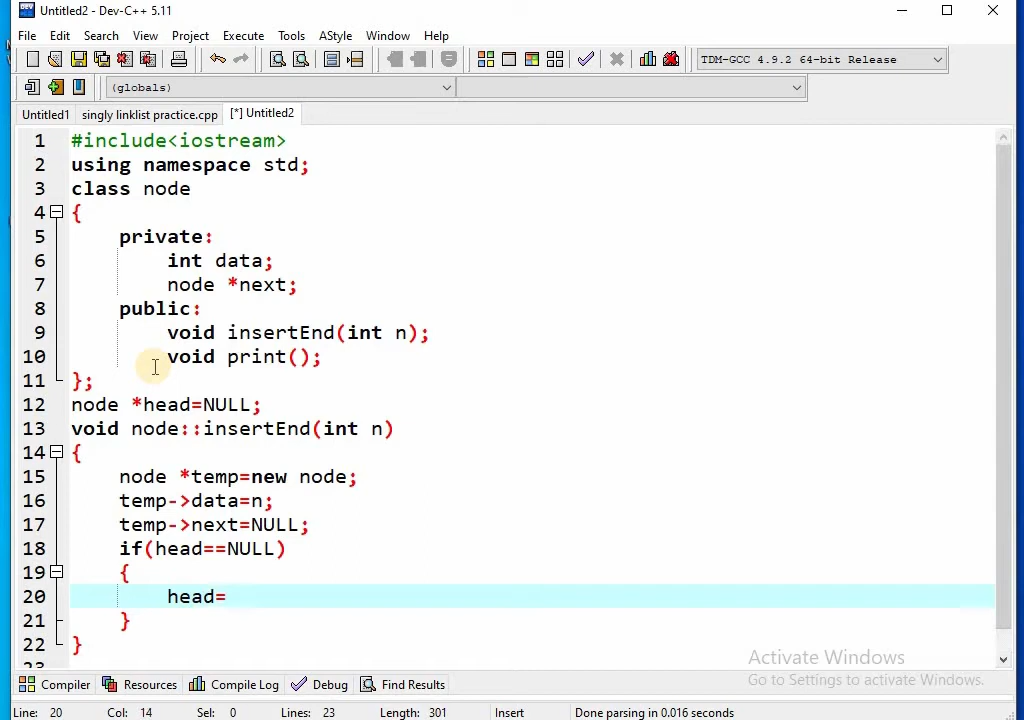 Untitled2 - Dev-C++ 5.11
File Edit Search View Project Execute Tools AStyle Window Help
TDM-GCC 4.9.2 64-bit Release
(globals)
Untitled1 singly linklist practice.cpp [*] Untitled2
1 #include<iostream>
2 using namespace std;
3 class node
4 {
5 private:
6 int data;
7 node *next;
8 public:
9 void insertEnd(int n);
10 void print();
11 };
12 node *head=NULL;
13 void node::insertEnd(int n)
14 {
15 node *temp=new node;
16 temp->data=n;
17 temp->next=NULL;
18 if(head==NULL)
19 {
20 head=
21 }
22 }
23
Activate Windows
Go to Settings to activate Windows.
Compiler Resources Compile Log Debug Find Results
Line: 20 Col: 14 Sel: 0 Lines: 23 Length: 301 Insert Done parsing in 0.016 seconds